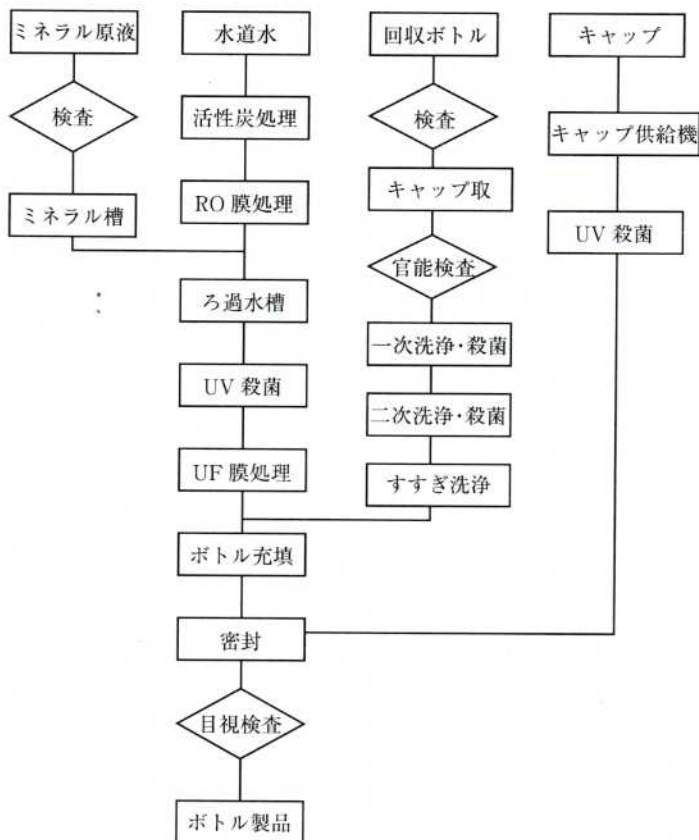 ミネラル原液
検査
ミネラル槽
水道水
活性炭処理
RO 膜処理
ろ過水槽
UV 殺菌
UF 膜処理
回収ボトル
検査
キャップ取
官能検査
一次洗浄・殺菌
二次洗浄・殺菌
すすぎ洗浄
キャップ
キャップ供給機
UV 殺菌
ボトル充填
密封
目視検査
ボトル製品